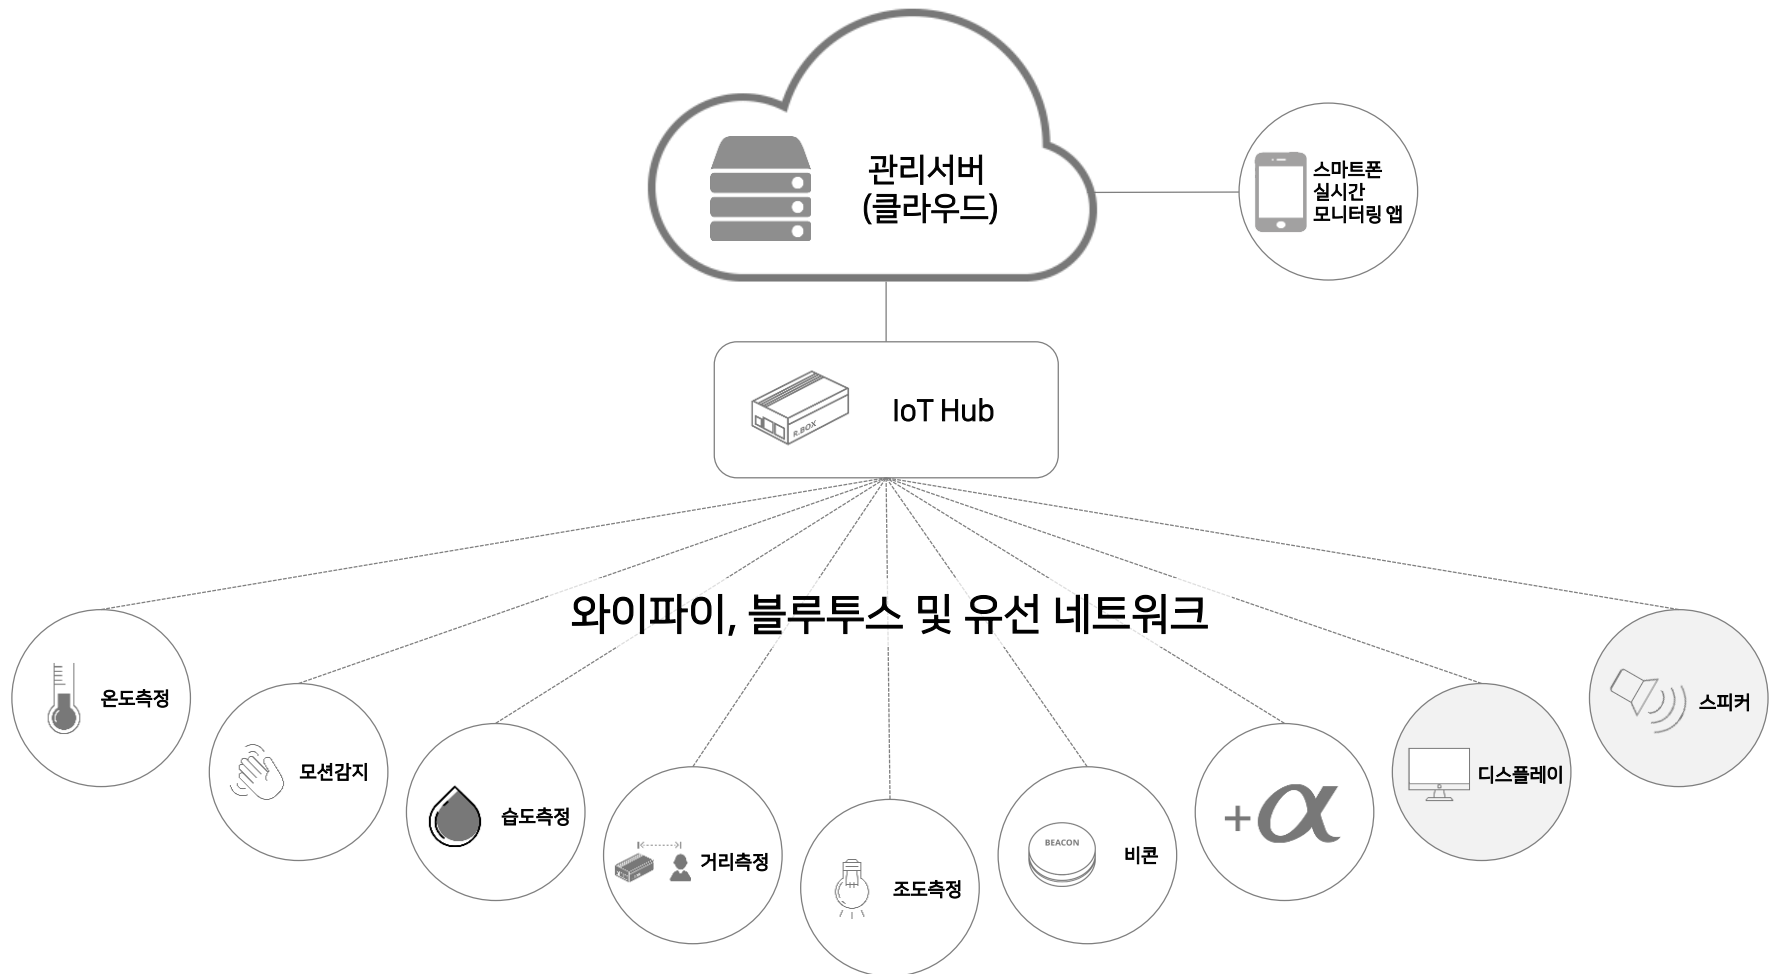 관리서버
(클라우드)
스마트폰
실시간
모니터링 앱
R.BOX
IoT Hub
와이파이, 블루투스 및 유선 네트워크
온도측정
모션감지
습도측정
거리측정
조도측정
BEACON
비콘
+α
디스플레이
스피커